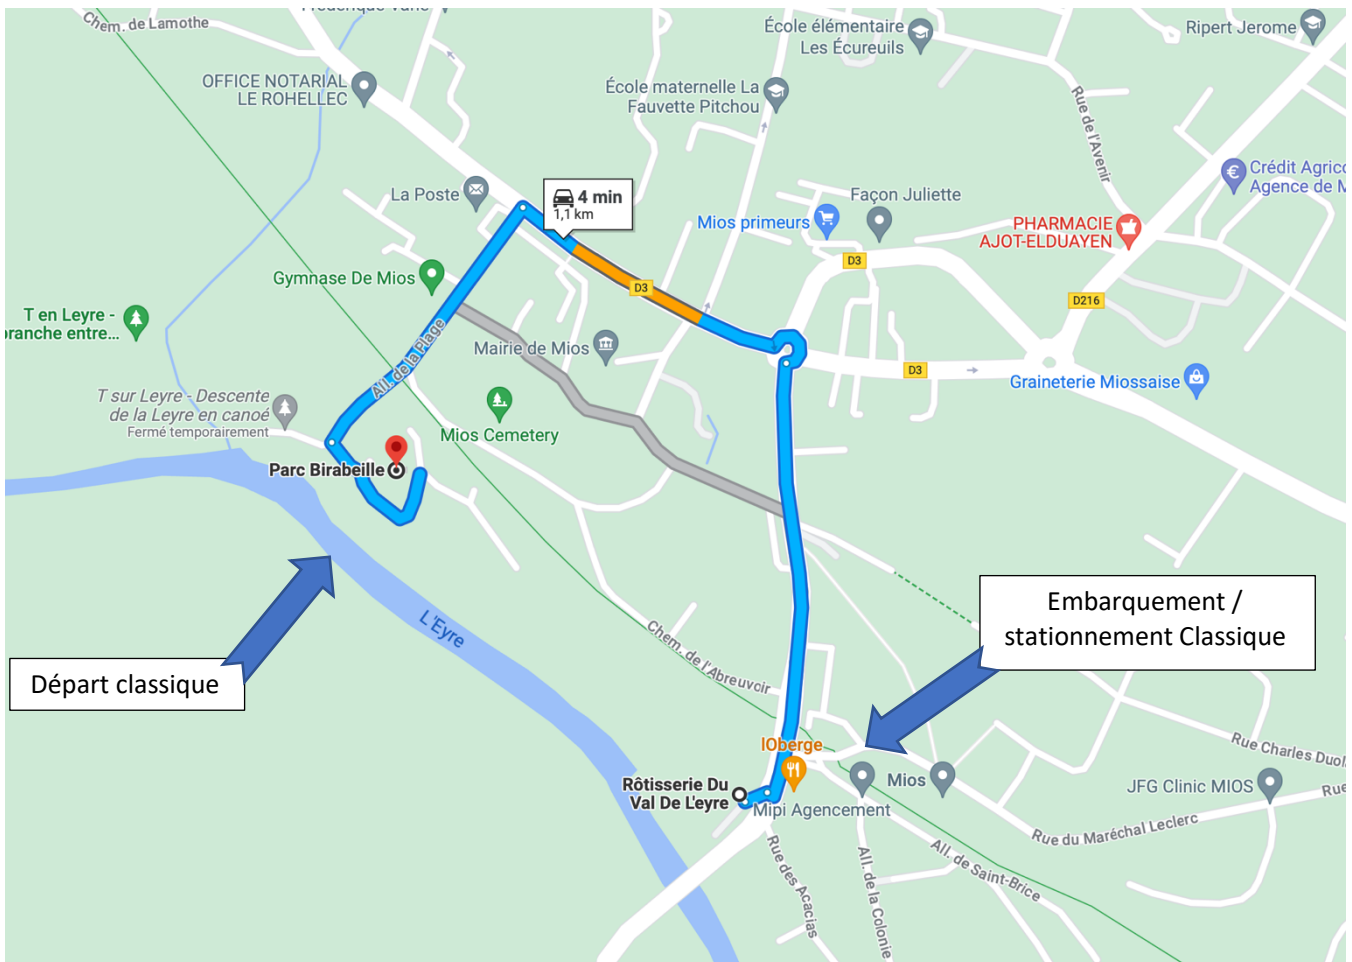 Frédérique Vaне
Chem. de Lamothe
École élémentaire
Les Écureuils
Ripert Jerome
OFFICE NOTARIAL
LE ROHELLEC
École maternelle La
Fauvette Pitchou
Rue de l'Avenir
Crédit Agrico
Agence de M
La Poste
4 min
1,1 km
Façon Juliette
Mios primeurs
PHARMACIE
AJOT-ELDUAYEN
D3
Gymnase De Mios
D3
D216
T en Leyre -
branche entre...
All. de la Plage
Mairie de Mios
D3
Graineterie Miossaise
T sur Leyre - Descente
de la Leyre en canoé
Fermé temporairement
Mios Cemetery
Parc Birabeille
L'Eyre
Départ classique
Embarquement /
stationnement Classique
Chem. de l'Abreuvoir
IOberge
Rue Charles Duol
Rôtisserie Du
Val De L'eyre
Mios
JFG Clinic MIOS
Rue
Mipi Agencement
Rue du Maréchal Leclerc
Rue des Acacias
All. de la Colonie
All. de Saint-Brice